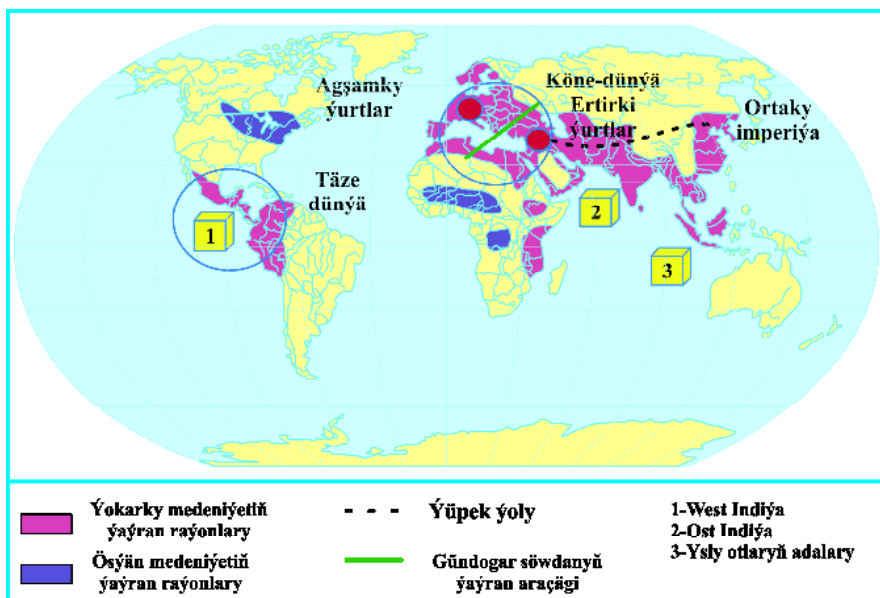 Agşamky
ýurtlar
Köne-dünýä
Ertirki
ýurtlar
Ortaky
imperiýa
Täze
dünýä
1
2
3
Ýokarky medeniýetiň
ýaýran raýonlary
Ösýän medeniýetiň
ýaýran raýonlary
Ýüpek ýoly
Gündogar söwdanyň
ýaýran araçägi
1-West Indiýa
2-Ost Indiýa
3-Ysly otlaryň adalary